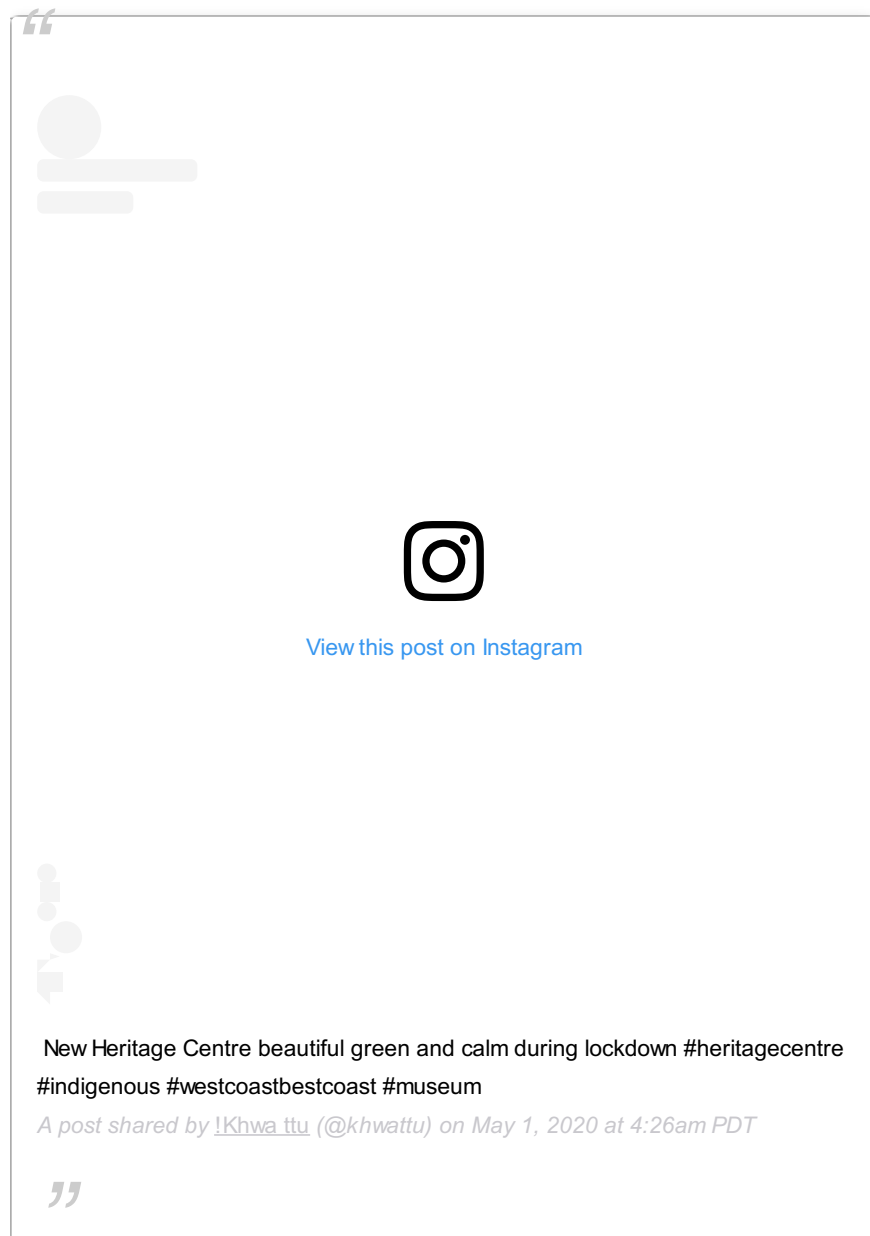 “
View this post on Instagram
New Heritage Centre beautiful green and calm during lockdown #heritagecentre
#indigenous #westcoastbestcoast #museum
A post shared by !Khwa ttu (@khwattu) on May 1, 2020 at 4:26am PDT
”